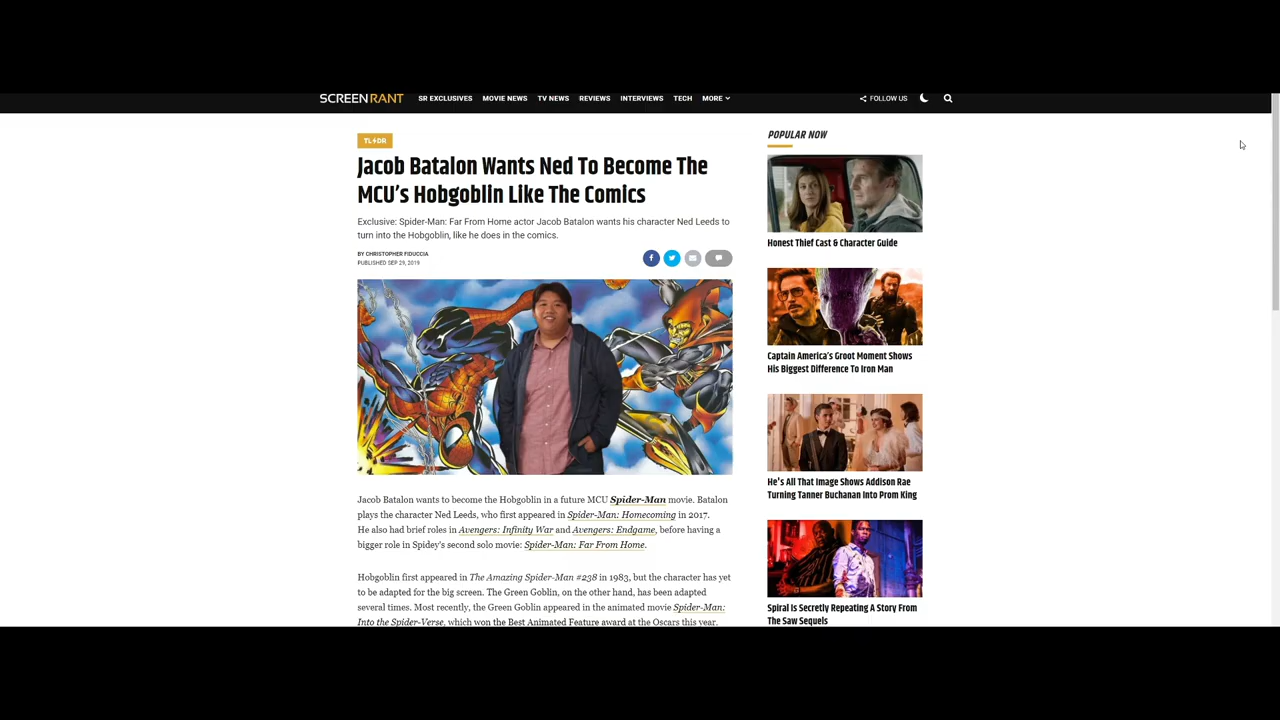 SCREENRANT SR EXCLUSIVES MOVIE NEWS TV NEWS REVIEWS INTERVIEWS TECH MORE FOLLOW US
TL DR
Jacob Batalon Wants Ned To Become The
MCU’s Hobgoblin Like The Comics
Exclusive: Spider-Man: Far From Home actor Jacob Batalon wants his character Ned Leeds to
turn into the Hobgoblin, like he does in the comics.
BY CHRISTOPHER FIDUCCIA
PUBLISHED SEP 29, 2019
Jacob Batalon wants to become the Hobgoblin in a future MCU Spider-Man movie. Batalon
plays the character Ned Leeds, who first appeared in Spider-Man: Homecoming in 2017.
He also had brief roles in Avengers: Infinity War and Avengers: Endgame, before having a
bigger role in Spidey's second solo movie: Spider-Man: Far From Home.
Hobgoblin first appeared in The Amazing Spider-Man #238 in 1983, but the character has yet
to be adapted for the big screen. The Green Goblin, on the other hand, has been adapted
several times. Most recently, the Green Goblin appeared in the animated movie Spider-Man:
Into the Spider-Verse, which won the Best Animated Feature award at the Oscars this year.
POPULAR NOW
Honest Thief Cast & Character Guide
Captain America’s Groot Moment Shows
His Biggest Difference To Iron Man
He's All That Image Shows Addison Rae
Turning Tanner Buchanan Into Prom King
Spiral Is Secretly Repeating A Story From
The Saw Sequels